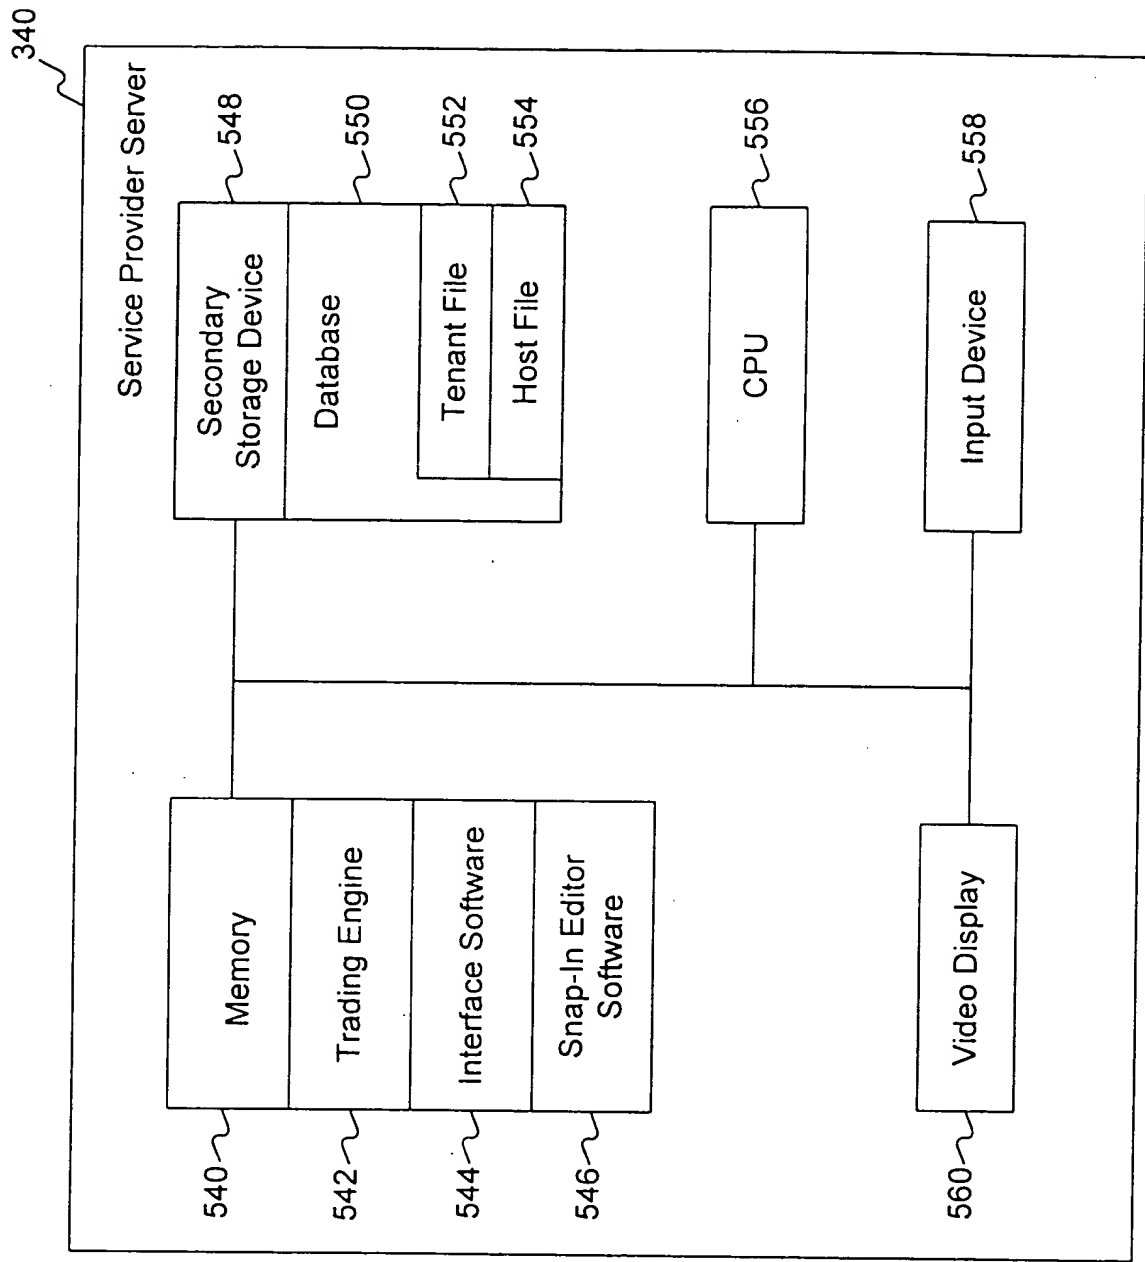 340
Service Provider Server
540
Memory
542
Trading Engine
544
Interface Software
546
Snap-In Editor
Software
Secondary
Storage Device
548
Database
550
Tenant File
552
Host File
554
CPU
556
Input Device
558
560
Video Display